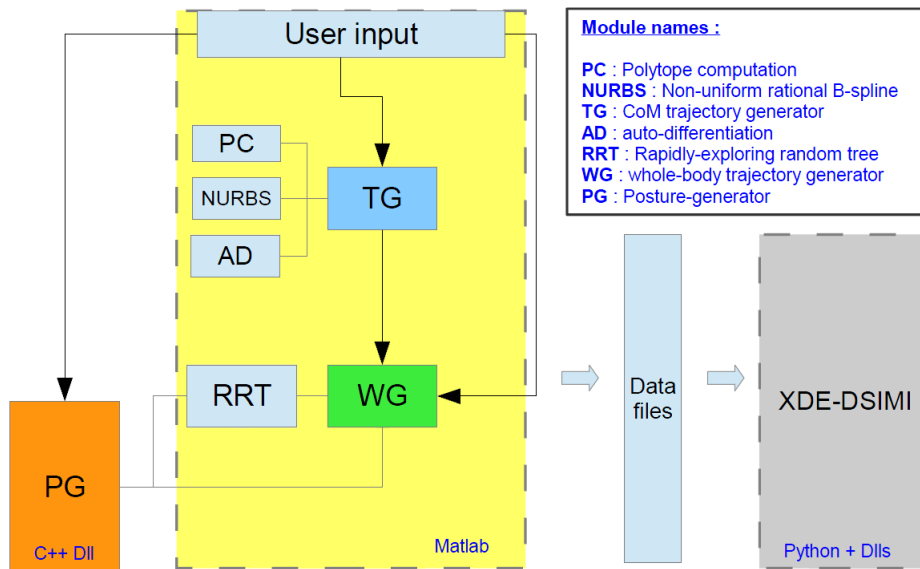 User input
PC
NURBS
AD
TG
RRT
WG
PG
C++ Dll
Matlab
Module names :
PC : Polytope computation
NURBS : Non-uniform rational B-spline
TG : CoM trajectory generator
AD : auto-differentiation
RRT : Rapidly-exploring random tree
WG : whole-body trajectory generator
PG : Posture-generator
Data
files
XDE-DSIMI
Python + Dlls